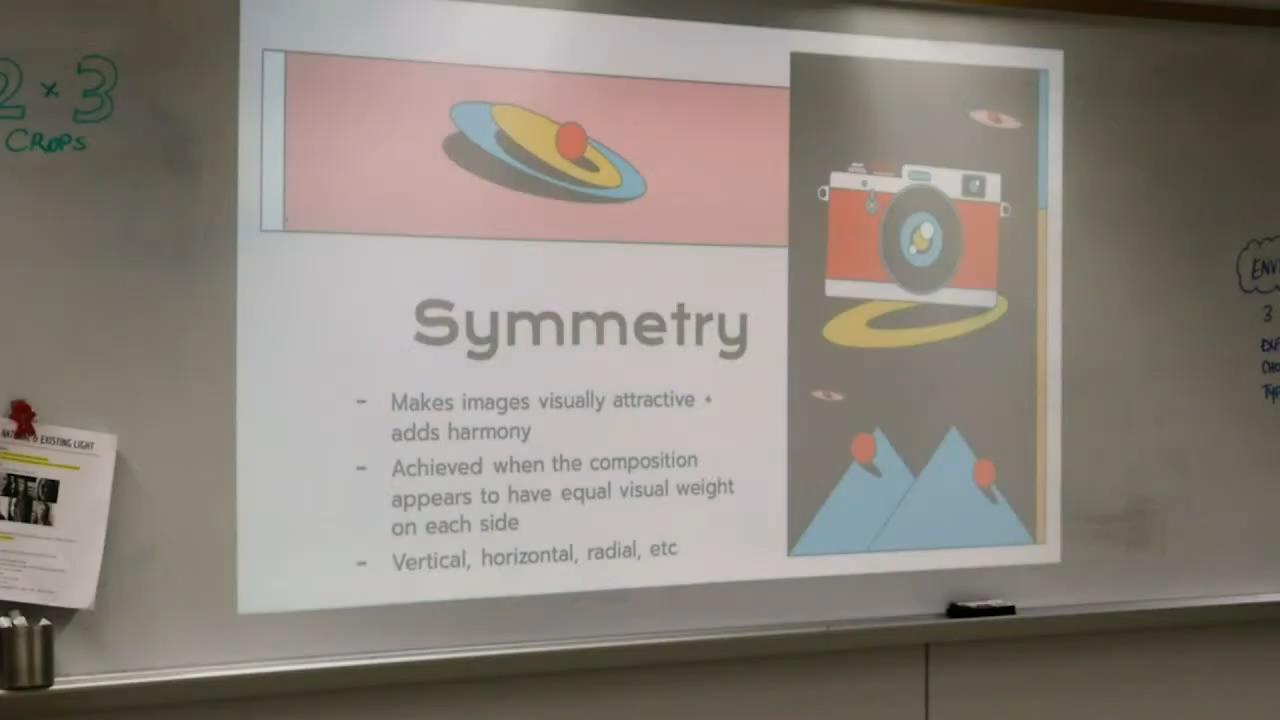 2 × 3
CROPS
Symmetry
- Makes images visually attractive +
adds harmony
- Achieved when the composition
appears to have equal visual weight
on each side
- Vertical, horizontal, radial, etc
& EXISTING LIGHT
3